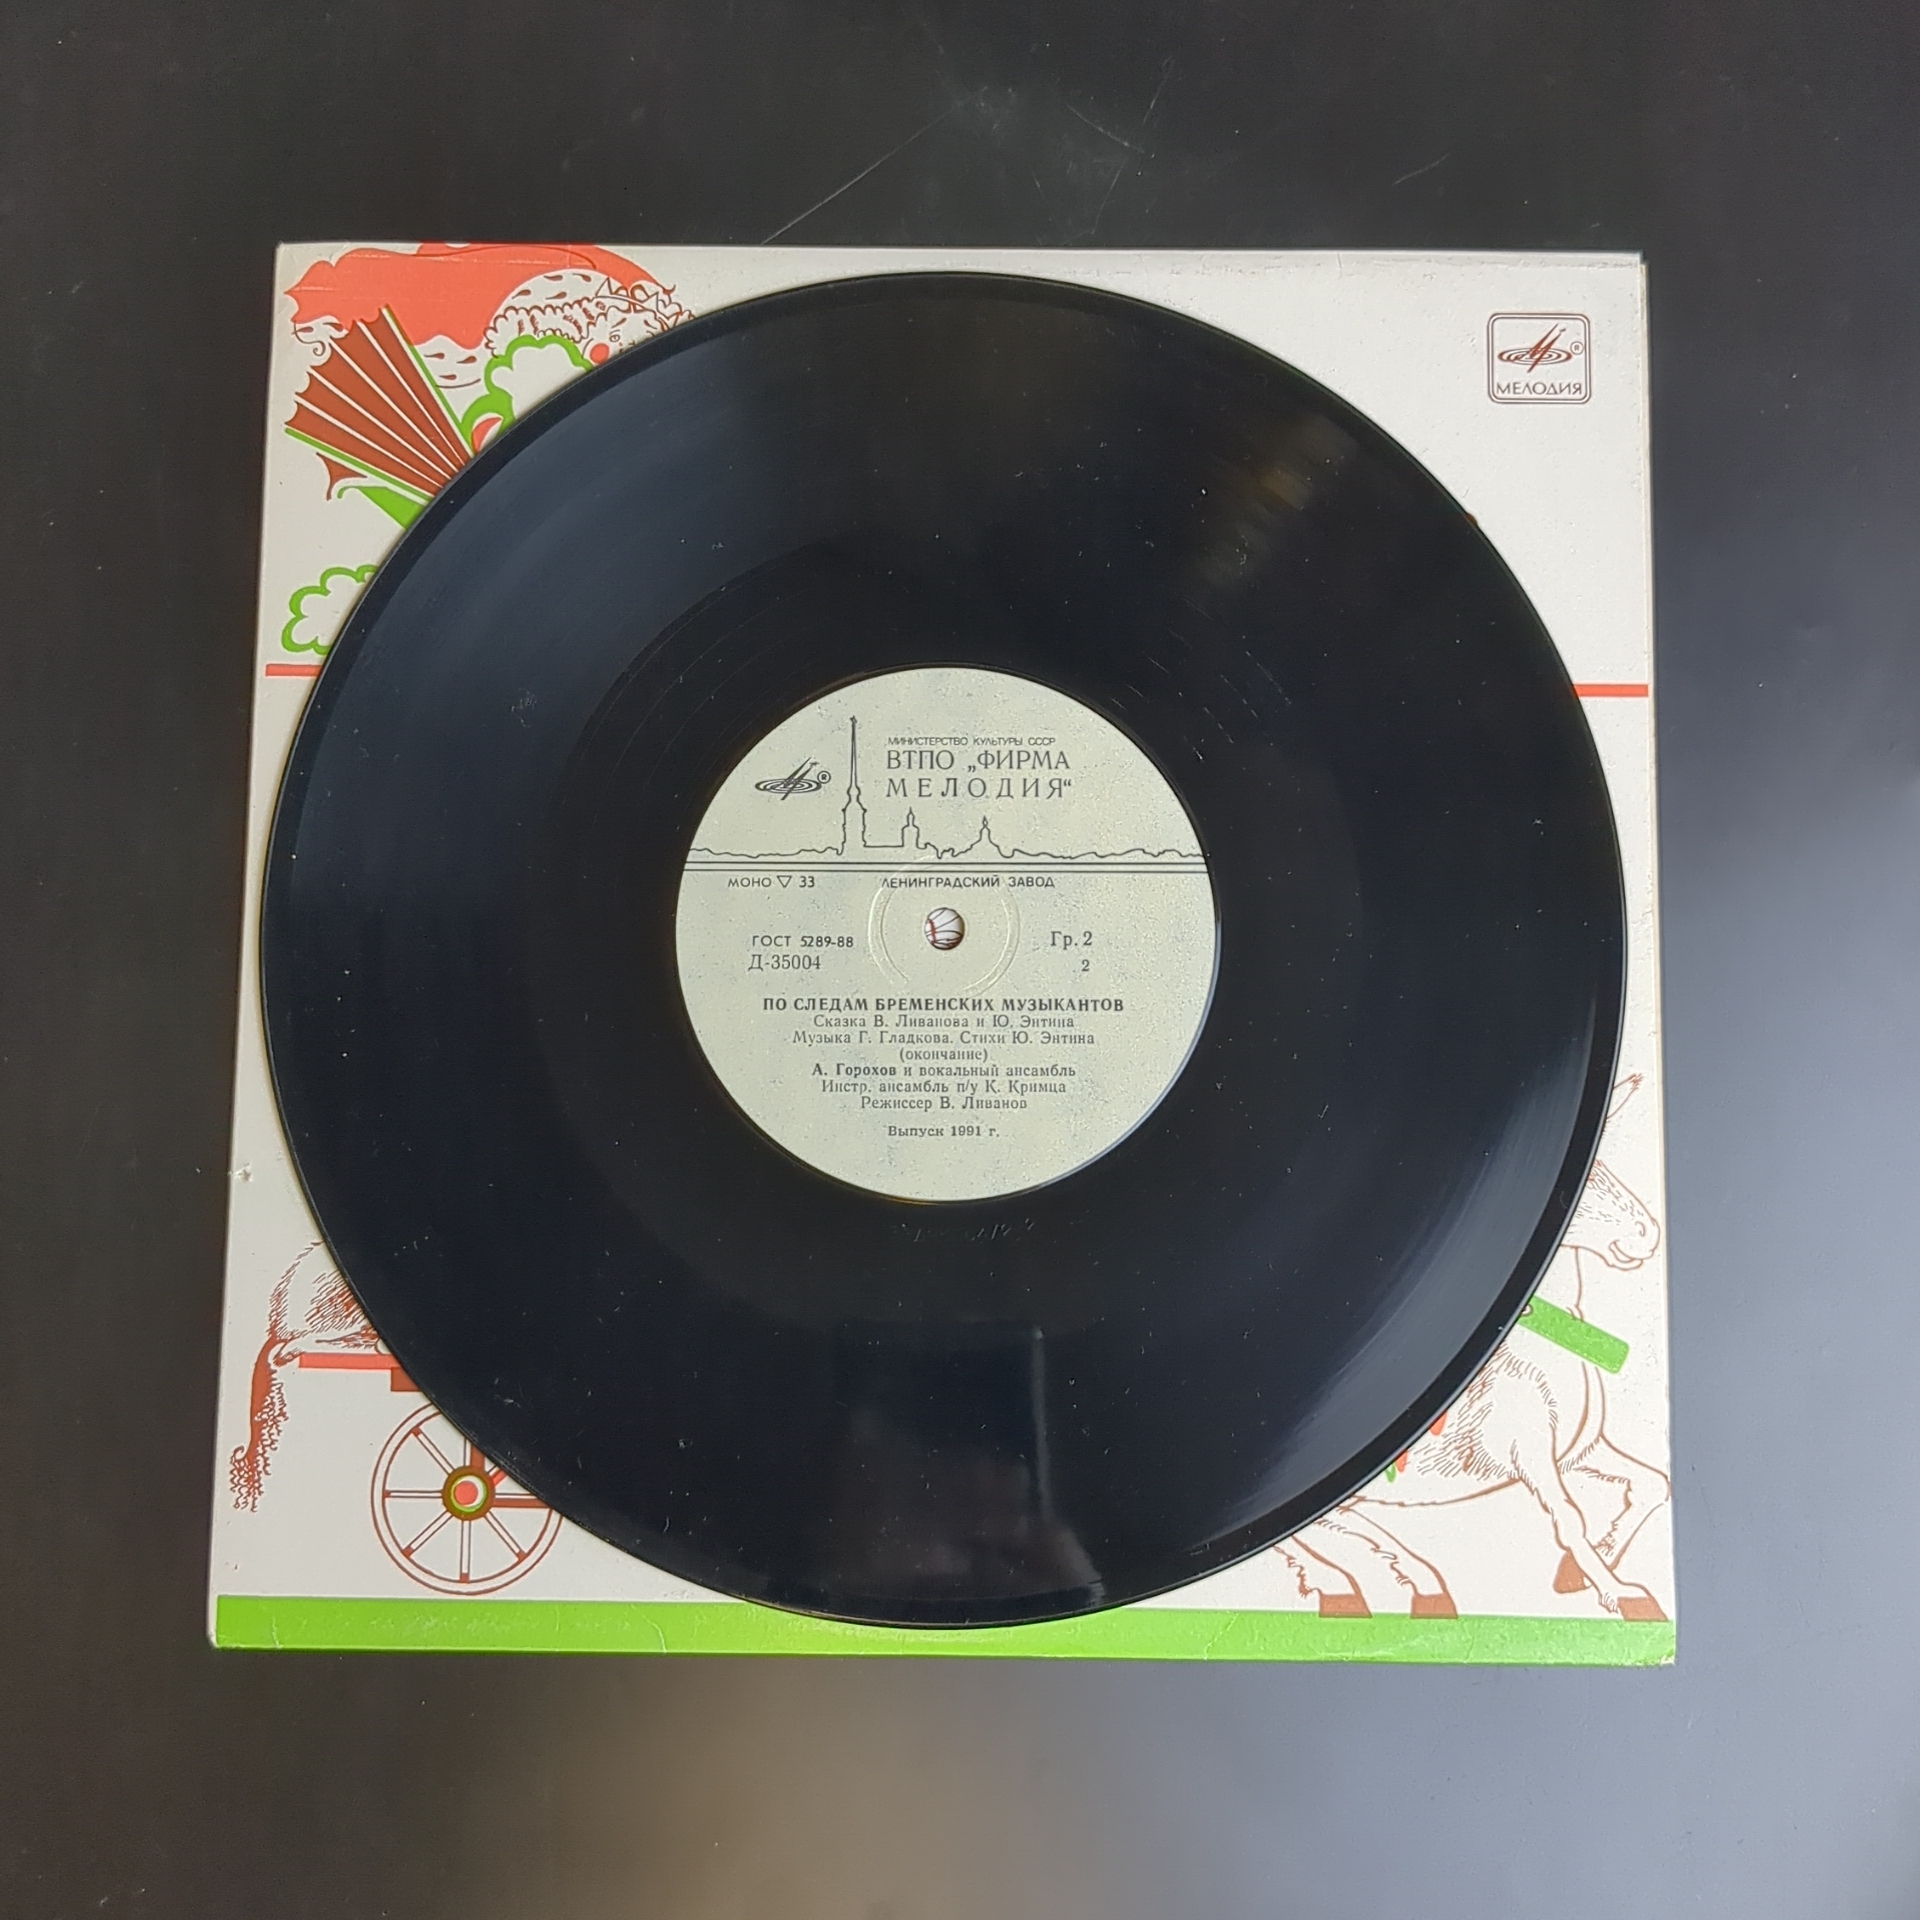 МЕЛОДИЯ
МИНИСТЕРСТВО КУЛЬТУРЫ СССР
ВТПО „ФИРМА
МЕЛОДИЯ“
МОНО ▽ 33 ЛЕНИНГРАДСКИЙ ЗАВОД
ГОСТ 5289-88 Гр. 2
Д-35004 2
ПО СЛЕДАМ БРЕМЕНСКИХ МУЗЫКАНТОВ
Сказка В. Ливанова и Ю. Энтина
Музыка Г. Гладкова. Стихи Ю. Энтина
(окончание)
А. Горохов и вокальный ансамбль
Инстр. ансамбль п/у К. Кримца
Режиссер В. Ливанов
Выпуск 1991 г.